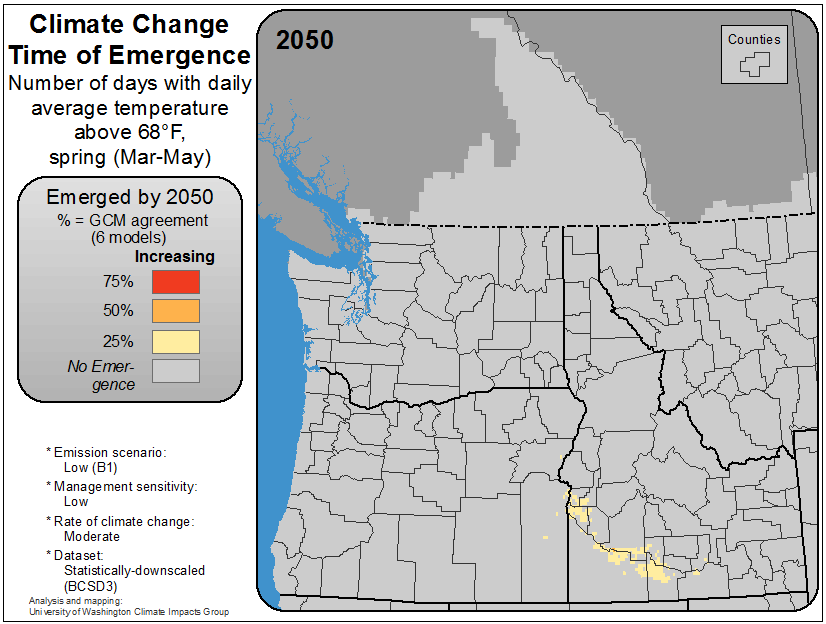 Climate Change
Time of Emergence
Number of days with daily
average temperature
above 68°F,
spring (Mar-May)
Emerged by 2050
% = GCM agreement
(6 models)
Increasing
75%
50%
25%
No Emer-
gence
* Emission scenario:
Low (B1)
* Management sensitivity:
Low
* Rate of climate change:
Moderate
* Dataset:
Statistically-downscaled
(BCSD3)
Analysis and mapping:
University of Washington Climate Impacts Group
2050
Counties